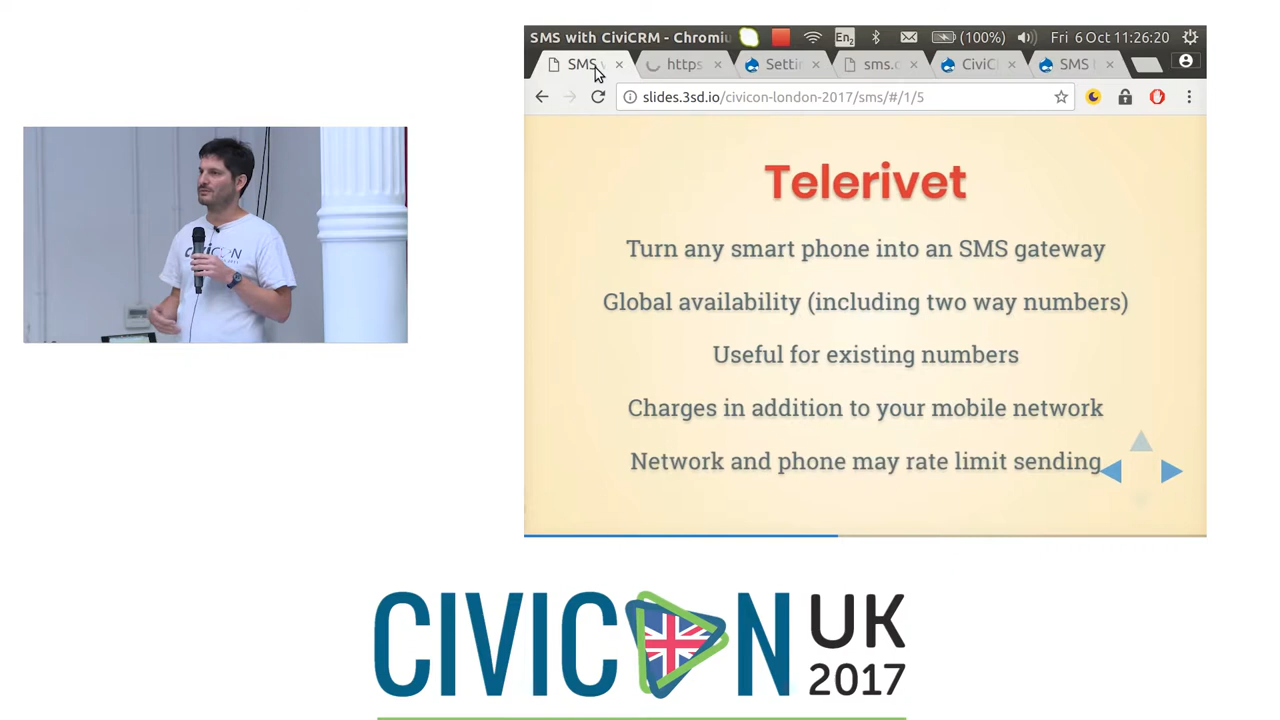 SMS with CiviCRM - Chromiu
En2
(100%)
Fri 6 Oct 11:26:20
SMS
https
Settin
sms.c
CiviC
SMS
slides.3sd.io/civicon-london-2017/sms/#/1/5
Telerivet
Turn any smart phone into an SMS gateway
Global availability (including two way numbers)
Useful for existing numbers
Charges in addition to your mobile network
Network and phone may rate limit sending
CIVICON UK
2017